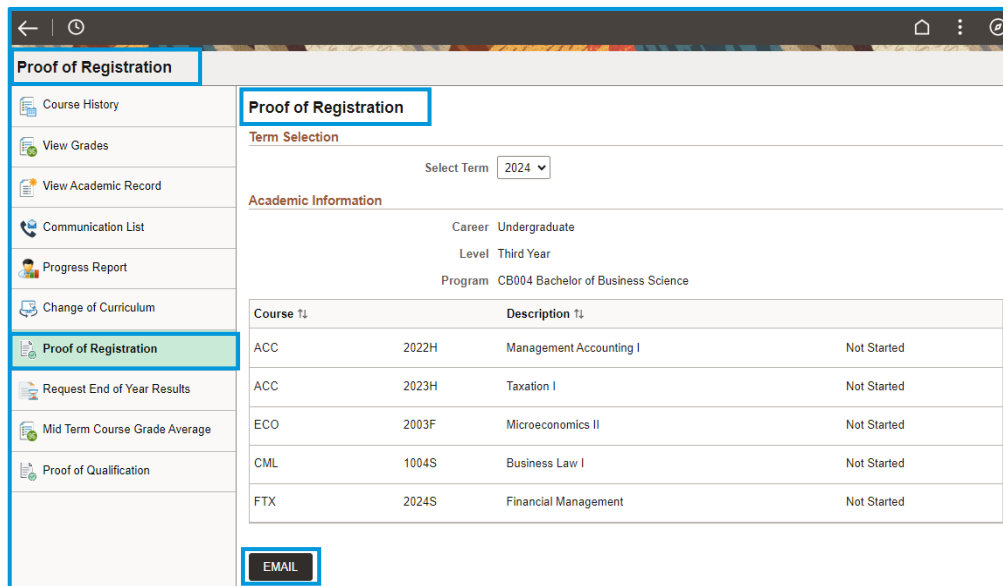 Proof of Registration
Course History
View Grades
View Academic Record
Communication List
Progress Report
Change of Curriculum
Proof of Registration
Request End of Year Results
Mid Term Course Grade Average
Proof of Qualification
Proof of Registration
Term Selection
Select Term 2024
Academic Information
Career Undergraduate
Level Third Year
Program CB004 Bachelor of Business Science
Course ↑↓ Description ↑↓
ACC 2022H Management Accounting I Not Started
ACC 2023H Taxation I Not Started
ECO 2003F Microeconomics II Not Started
CML 1004S Business Law I Not Started
FTX 2024S Financial Management Not Started
EMAIL